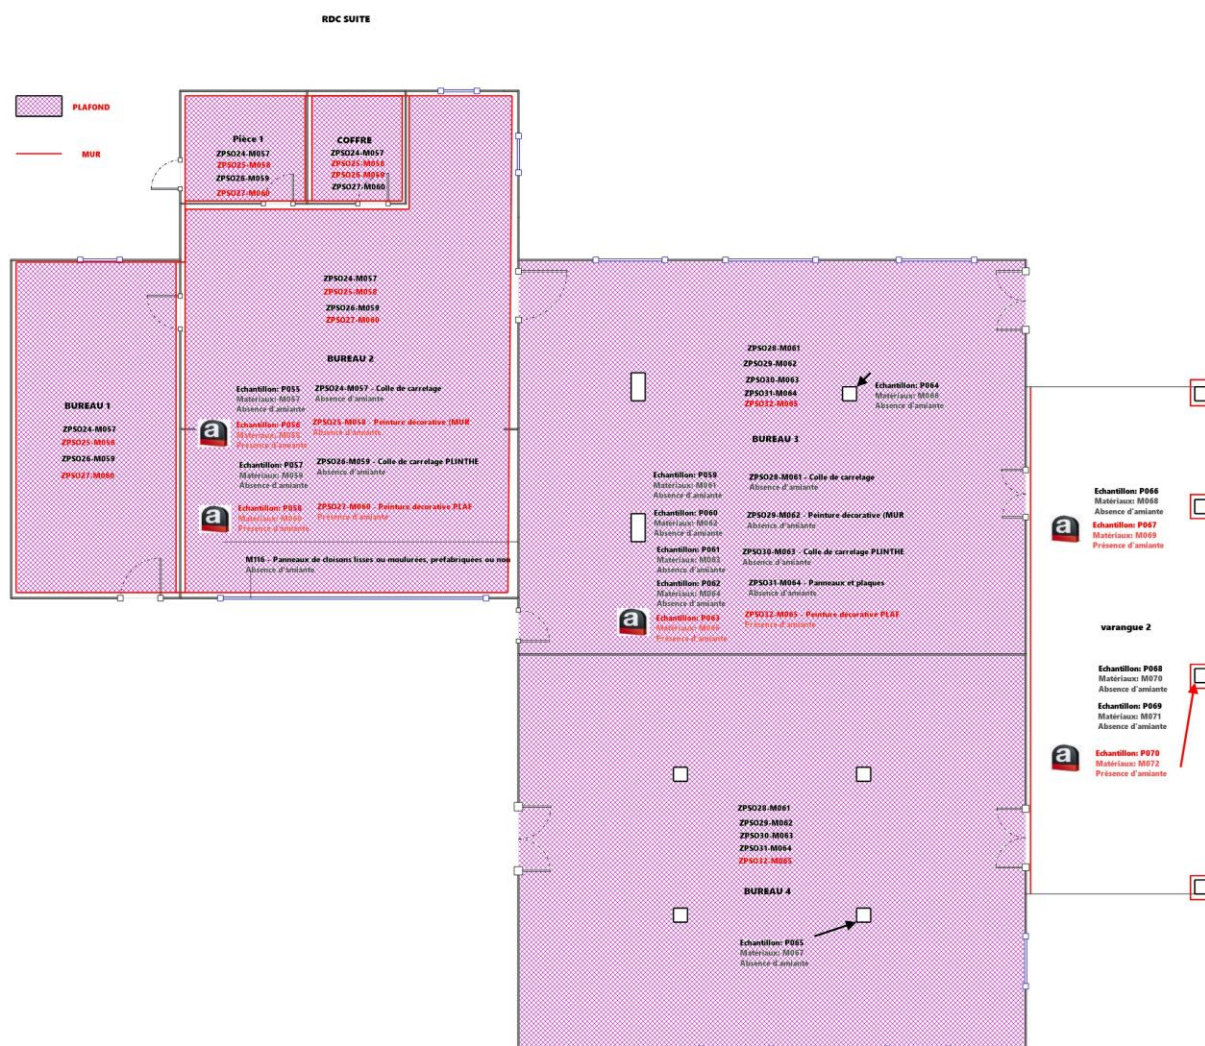 RDC SUITE
PLAFOND
MUR
Pièce 1
ZPSO24-M057
ZPSO25-M058
ZPSO26-M059
ZPSO27-M060
COFFRE
ZPSO24-M057
ZPSO25-M058
ZPSO26-M059
ZPSO27-M060
ZPSO24-M057
ZPSO25-M058
ZPSO26-M059
ZPSO27-M060
BUREAU 2
Echantillon: P055
Matériaux: M057
Absence d'amiante
ZPSO24-M057 - Colle de carrelage
Absence d'amiante
a
Echantillon: P056
Matériaux: M058
Présence d'amiante
ZPSO25-M058 - Peinture décorative (MUR
Absence d'amiante
Echantillon: P057
Matériaux: M059
Absence d'amiante
ZPSO26-M059 - Colle de carrelage PLINTHE
Absence d'amiante
a
Echantillon: P058
Matériaux: M060
Présence d'amiante
ZPSO27-M060 - Peinture décorative PLAF
Présence d'amiante
M116 - Panneaux de cloisons lisses ou moulurées, préfabriquées ou non
Absence d'amiante
BUREAU 1
ZPSO24-M057
ZPSO25-M058
ZPSO26-M059
ZPSO27-M060
ZPSO28-M061
ZPSO29-M062
ZPSO30-M063
ZPSO31-M064
ZPSO32-M065
Echantillon: P064
Matériaux: M066
Absence d'amiante
BUREAU 3
Echantillon: P059
Matériaux: M061
Absence d'amiante
ZPSO28-M061 - Colle de carrelage
Absence d'amiante
Echantillon: P060
Matériaux: M062
Absence d'amiante
ZPSO29-M062 - Peinture décorative (MUR
Absence d'amiante
Echantillon: P061
Matériaux: M063
Absence d'amiante
ZPSO30-M063 - Colle de carrelage PLINTHE
Absence d'amiante
Echantillon: P062
Matériaux: M064
Absence d'amiante
ZPSO31-M064 - Panneaux et plaques
Absence d'amiante
a
Echantillon: P063
Matériaux: M065
Présence d'amiante
ZPSO32-M065 - Peinture décorative PLAF
Présence d'amiante
Echantillon: P066
Matériaux: M068
Absence d'amiante
a
Echantillon: P067
Matériaux: M069
Présence d'amiante
varangue 2
Echantillon: P068
Matériaux: M070
Absence d'amiante
Echantillon: P069
Matériaux: M071
Absence d'amiante
a
Echantillon: P070
Matériaux: M072
Présence d'amiante
ZPSO28-M061
ZPSO29-M062
ZPSO30-M063
ZPSO31-M064
ZPSO32-M065
BUREAU 4
Echantillon: P065
Matériaux: M067
Absence d'amiante